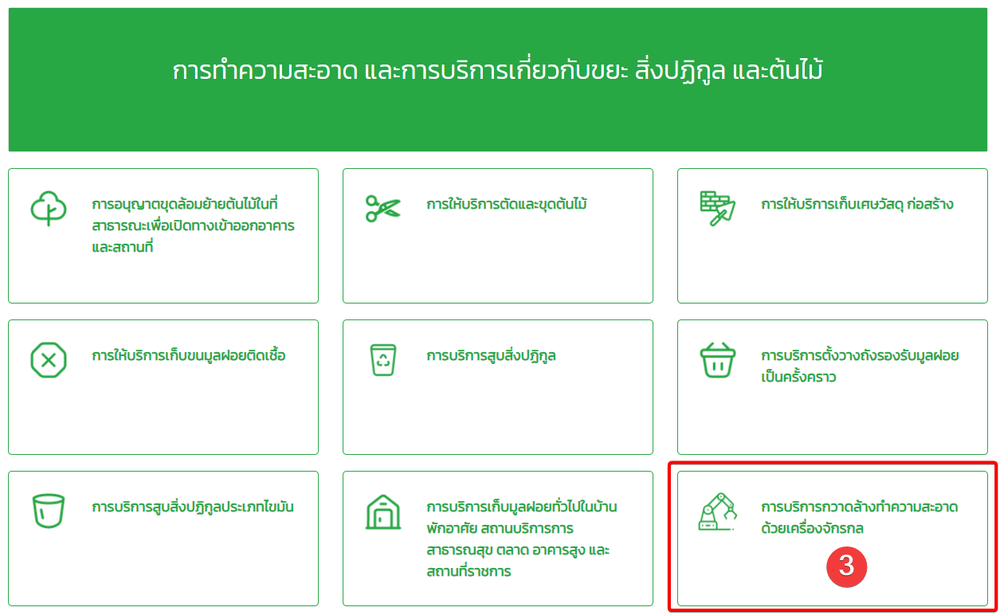 การทำความสะอาด และการบริการเกี่ยวกับขยะ สิ่งปฏิกูล และต้นไม้
การอนุญาตขุดล้อมย้ายต้นไม้ในที่
สาธารณะเพื่อเปิดทางเข้าออกอาคาร
และสถานที่
การให้บริการตัดและขุดต้นไม้
การให้บริการเก็บเศษวัสดุ ก่อสร้าง
การให้บริการเก็บขนมูลฝอยติดเชื้อ
การบริการสูบสิ่งปฏิกูล
การบริการตั้งวางถังรองรับมูลฝอย
เป็นครั้งคราว
การบริการสูบสิ่งปฏิกูลประเภทไขมัน
การบริการเก็บมูลฝอยทั่วไปในบ้าน
พักอาศัย สถานบริการการ
สาธารณสุข ตลาด อาคารสูง และ
สถานที่ราชการ
การบริการกวาดล้างทำความสะอาด
ด้วยเครื่องจักรกล
3